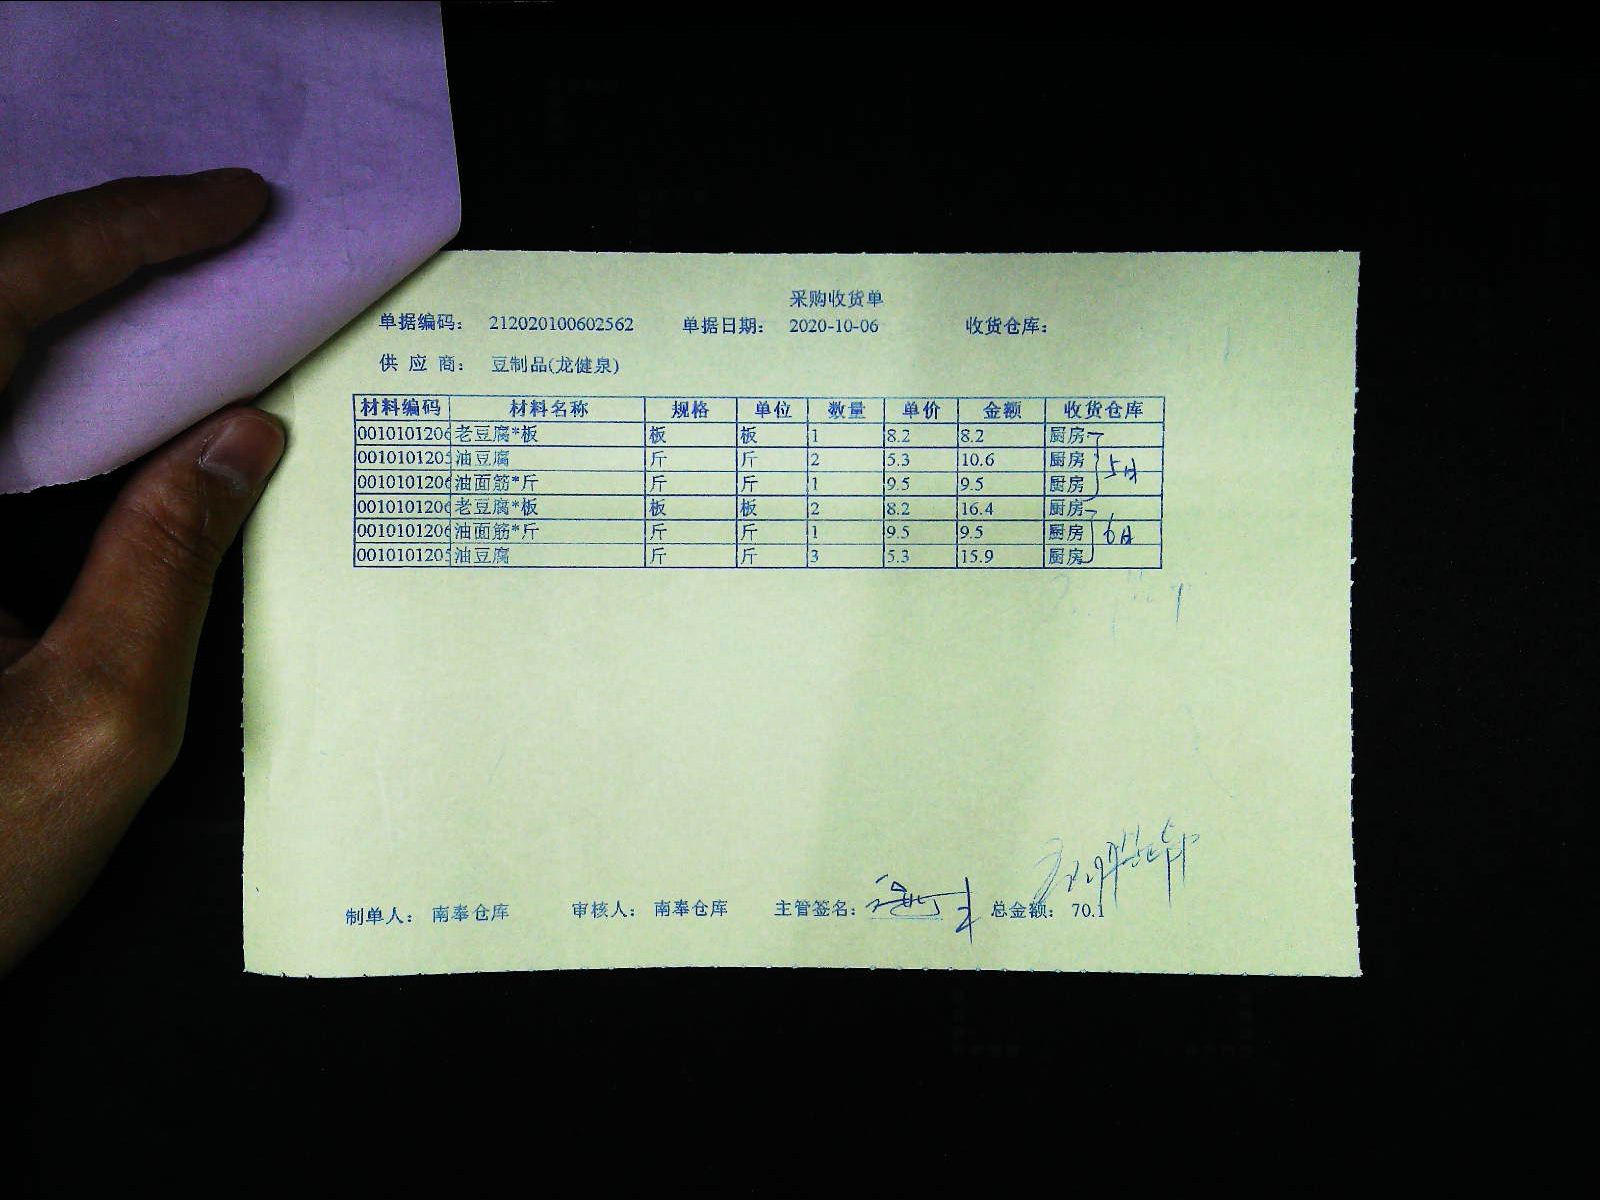 采购收货单
单据编码： 212020100602562 单据日期： 2020-10-06 收货仓库：
供 应 商： 豆制品(龙健泉)
材料编码 材料名称 规格 单位 数量 单价 金额 收货仓库
0010101206 老豆腐*板 板 板 1 8.2 8.2 厨房
0010101205 油豆腐 斤 斤 2 5.3 10.6 厨房 5日
0010101206 油面筋*斤 斤 斤 1 9.5 9.5 厨房
0010101206 老豆腐*板 板 板 2 8.2 16.4 厨房
0010101206 油面筋*斤 斤 斤 1 9.5 9.5 厨房 6日
0010101205 油豆腐 斤 斤 3 5.3 15.9 厨房
制单人： 南奉仓库 审核人： 南奉仓库 主管签名： 总金额： 70.1